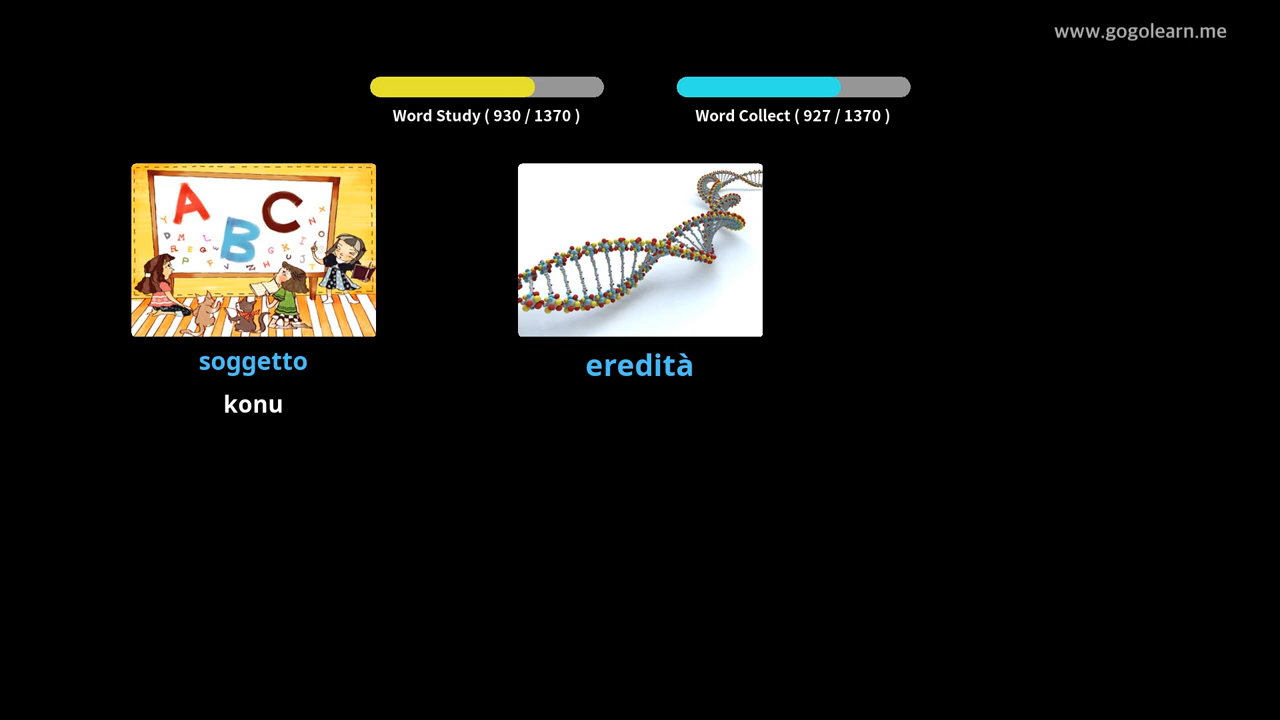 www.gogolearn.me
Word Study ( 930 / 1370 )
Word Collect ( 927 / 1370 )
A
B
C
soggetto
konu
eredità